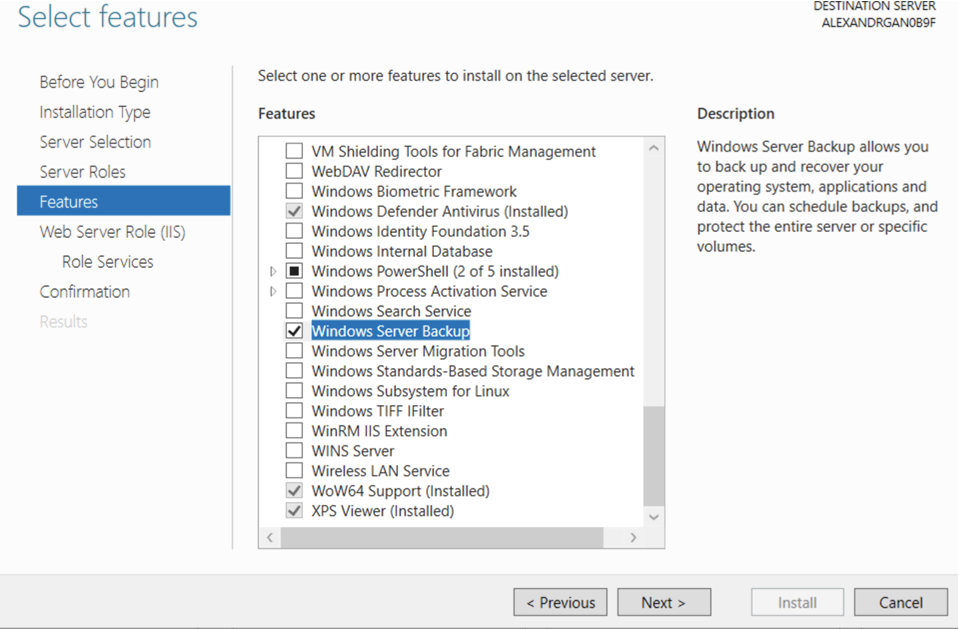 Select features
DESTINATION SERVER
ALEXANDRGAN0B9F
Before You Begin
Installation Type
Server Selection
Server Roles
Features
Web Server Role (IIS)
Role Services
Confirmation
Results
Select one or more features to install on the selected server.
Features
VM Shielding Tools for Fabric Management
WebDAV Redirector
Windows Biometric Framework
Windows Defender Antivirus (Installed)
Windows Identity Foundation 3.5
Windows Internal Database
Windows PowerShell (2 of 5 installed)
Windows Process Activation Service
Windows Search Service
Windows Server Backup
Windows Server Migration Tools
Windows Standards-Based Storage Management
Windows Subsystem for Linux
Windows TIFF IFilter
WinRM IIS Extension
WINS Server
Wireless LAN Service
WoW64 Support (Installed)
XPS Viewer (Installed)
Description
Windows Server Backup allows you
to back up and recover your
operating system, applications and
data. You can schedule backups, and
protect the entire server or specific
volumes.
< Previous
Next >
Install
Cancel